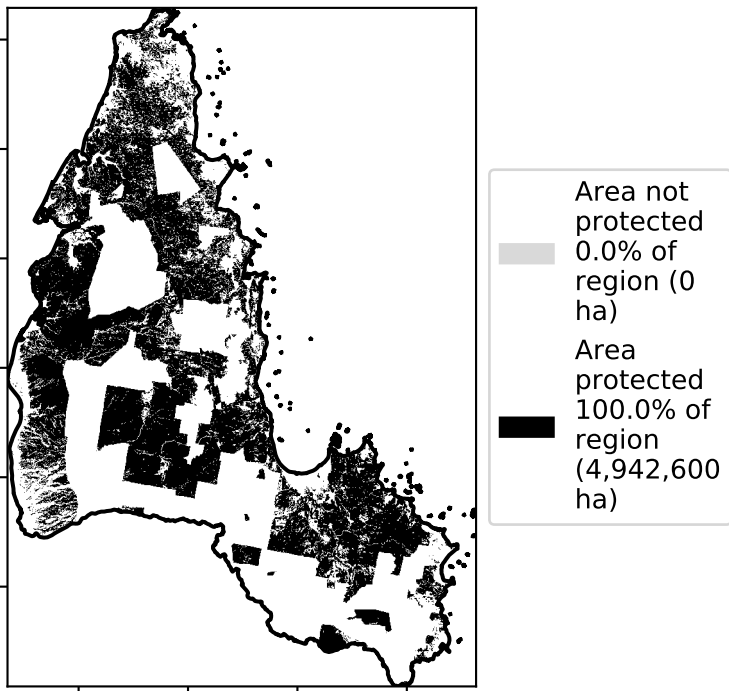 Area not
protected
0.0% of
region (0
ha)
Area
protected
100.0% of
region
(4,942,600
ha)